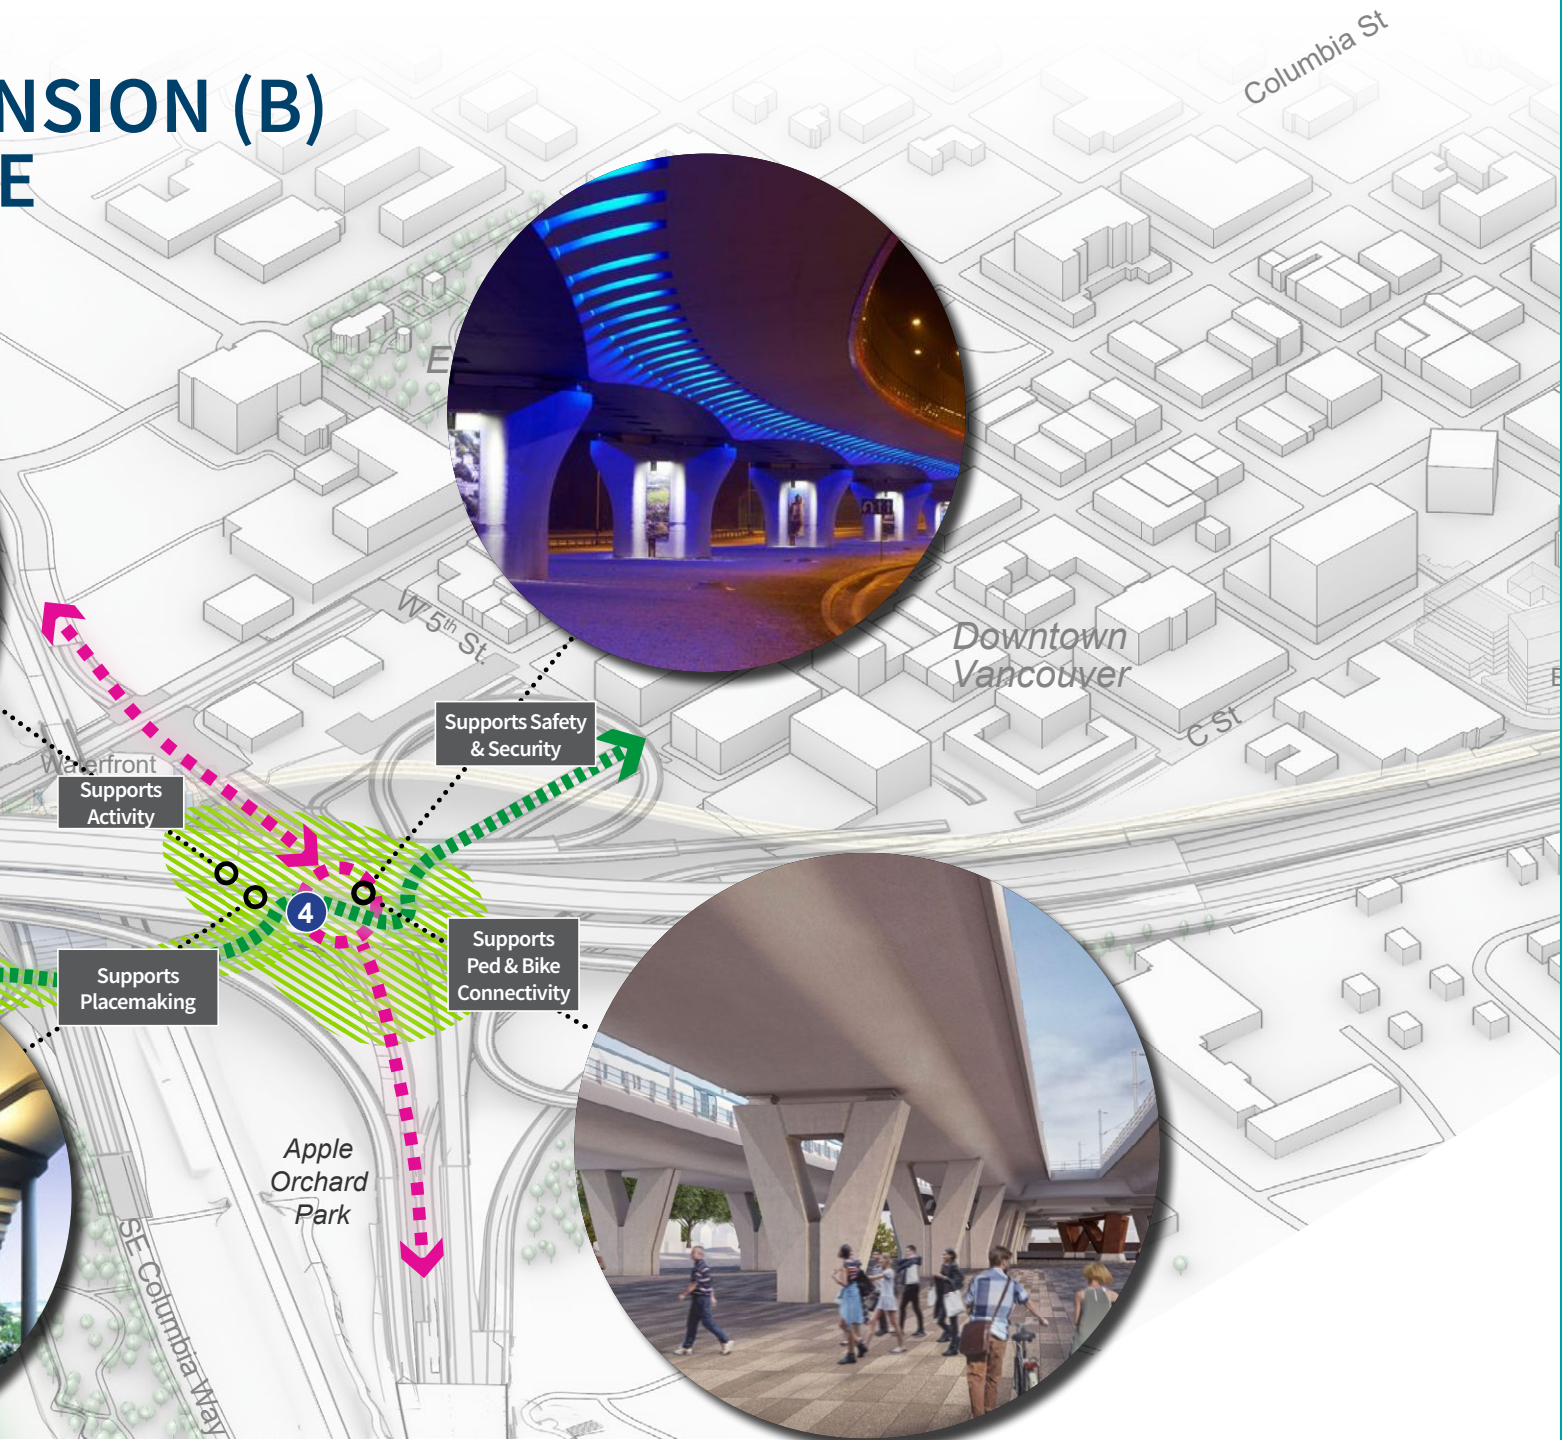 NSION (B)
E
Columbia St
E
W 5th St.
Downtown
Vancouver
C St
Supports Safety
& Security
Waterfront
Supports
Activity
4
Supports
Ped & Bike
Connectivity
Supports
Placemaking
Apple
Orchard
Park
SE Columbia Way
E